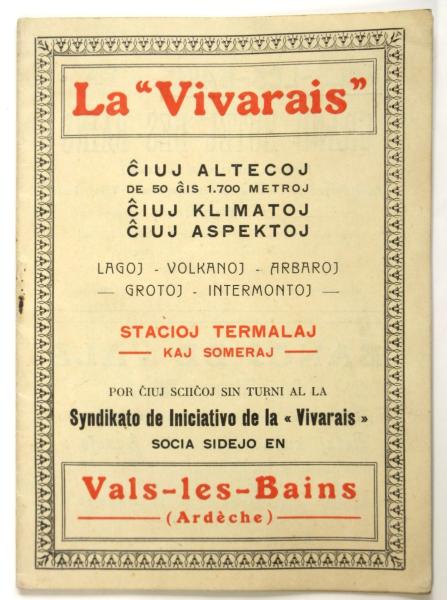 La "Vivarais"
ĈIUJ ALTECOJ
DE 50 ĜIS 1.700 METROJ
ĈIUJ KLIMATOJ
ĈIUJ ASPEKTOJ
LAGOJ - VOLKANOJ - ARBAROJ
— GROTOJ - INTERMONTOJ —
STACIOJ TERMALAJ
— KAJ SOMERAJ —
POR ĈIUJ SCIIĈOJ SIN TURNI AL LA
Syndikato de Iniciativo de la « Vivarais »
SOCIA SIDEJO EN
Vals-les-Bains
— (Ardèche) —